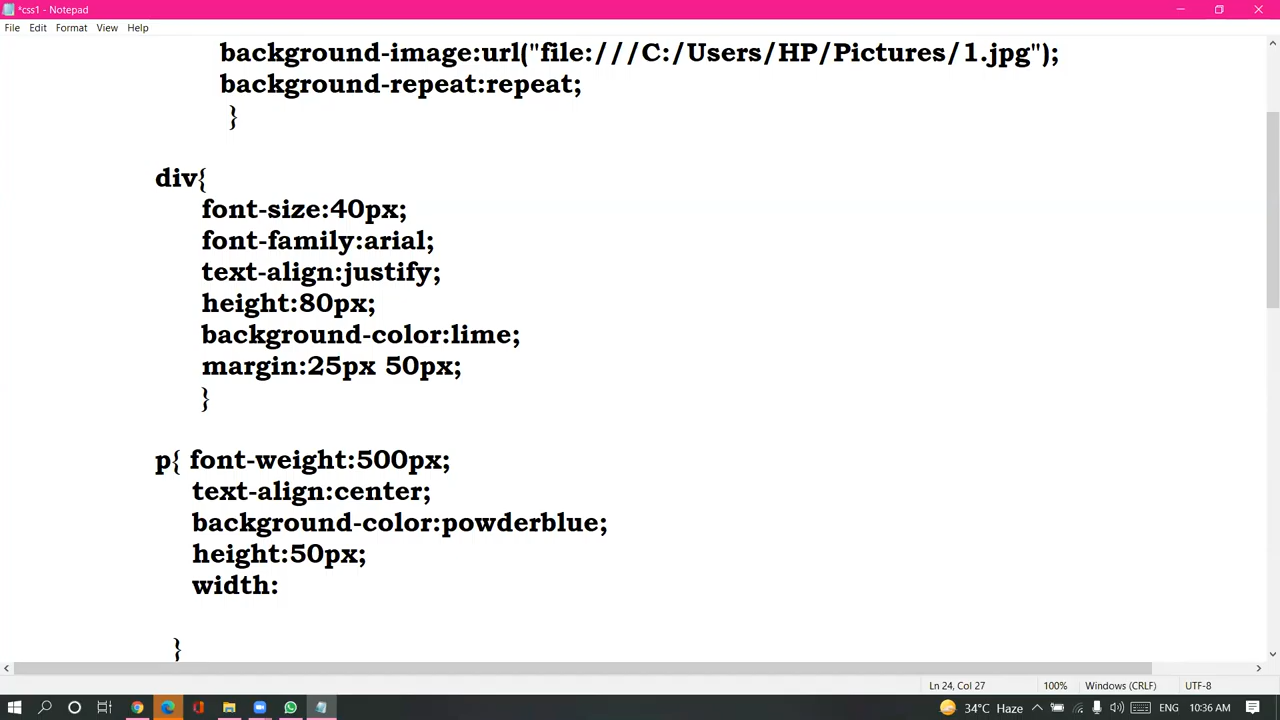 *css1 - Notepad
File Edit Format View Help
background-image:url("file:///C:/Users/HP/Pictures/1.jpg");
background-repeat:repeat;
}
div{
font-size:40px;
font-family:arial;
text-align:justify;
height:80px;
background-color:lime;
margin:25px 50px;
}
p{ font-weight:500px;
text-align:center;
background-color:powderblue;
height:50px;
width:
}
Ln 24, Col 27 100% Windows (CRLF) UTF-8
34°C Haze ENG 10:36 AM